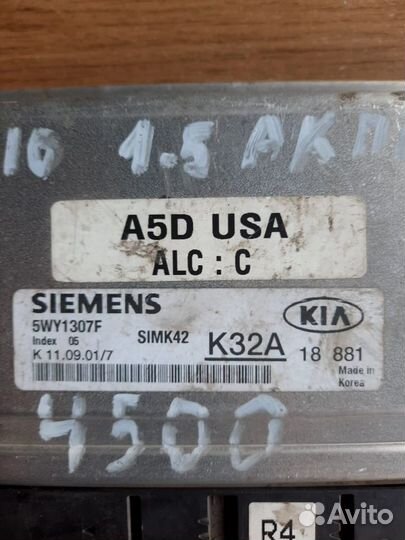 16 1.5 АКП
A5D USA
ALC : C
SIEMENS
5WY1307F
Index 05
SIMK42
K32A
KIA
18 881
K 11.09.01/7
Made in
Korea
4500
R4
Avito